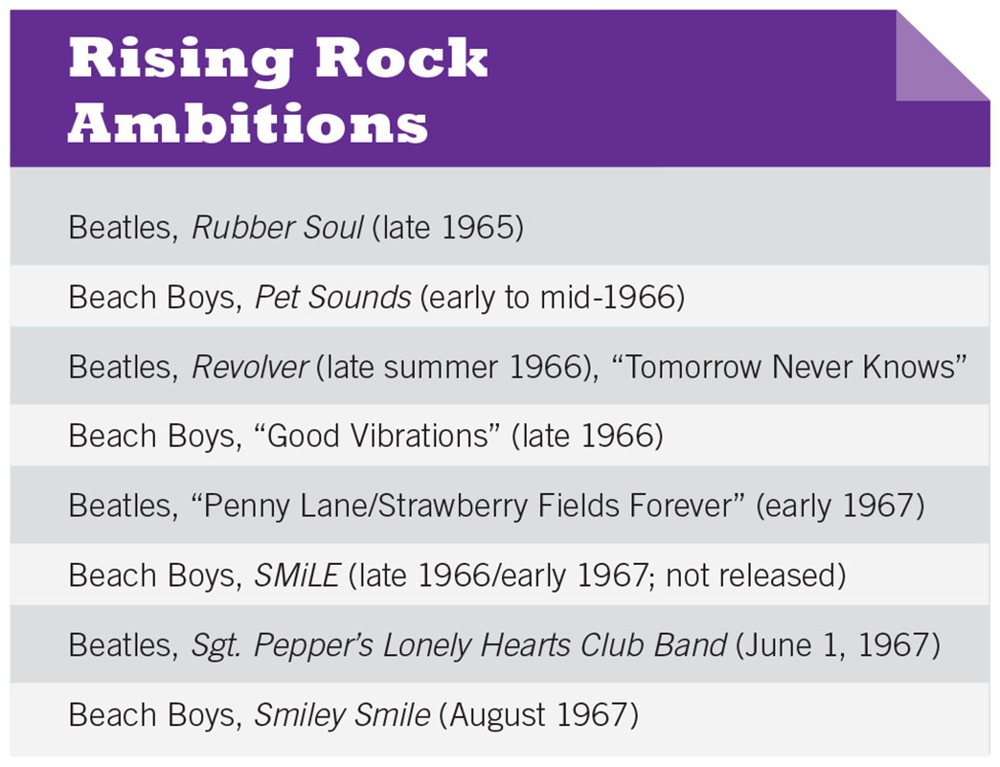 Rising Rock
Ambitions
Beatles, Rubber Soul (late 1965)
Beach Boys, Pet Sounds (early to mid-1966)
Beatles, Revolver (late summer 1966), “Tomorrow Never Knows”
Beach Boys, “Good Vibrations” (late 1966)
Beatles, “Penny Lane/Strawberry Fields Forever” (early 1967)
Beach Boys, SMiLE (late 1966/early 1967; not released)
Beatles, Sgt. Pepper’s Lonely Hearts Club Band (June 1, 1967)
Beach Boys, Smiley Smile (August 1967)